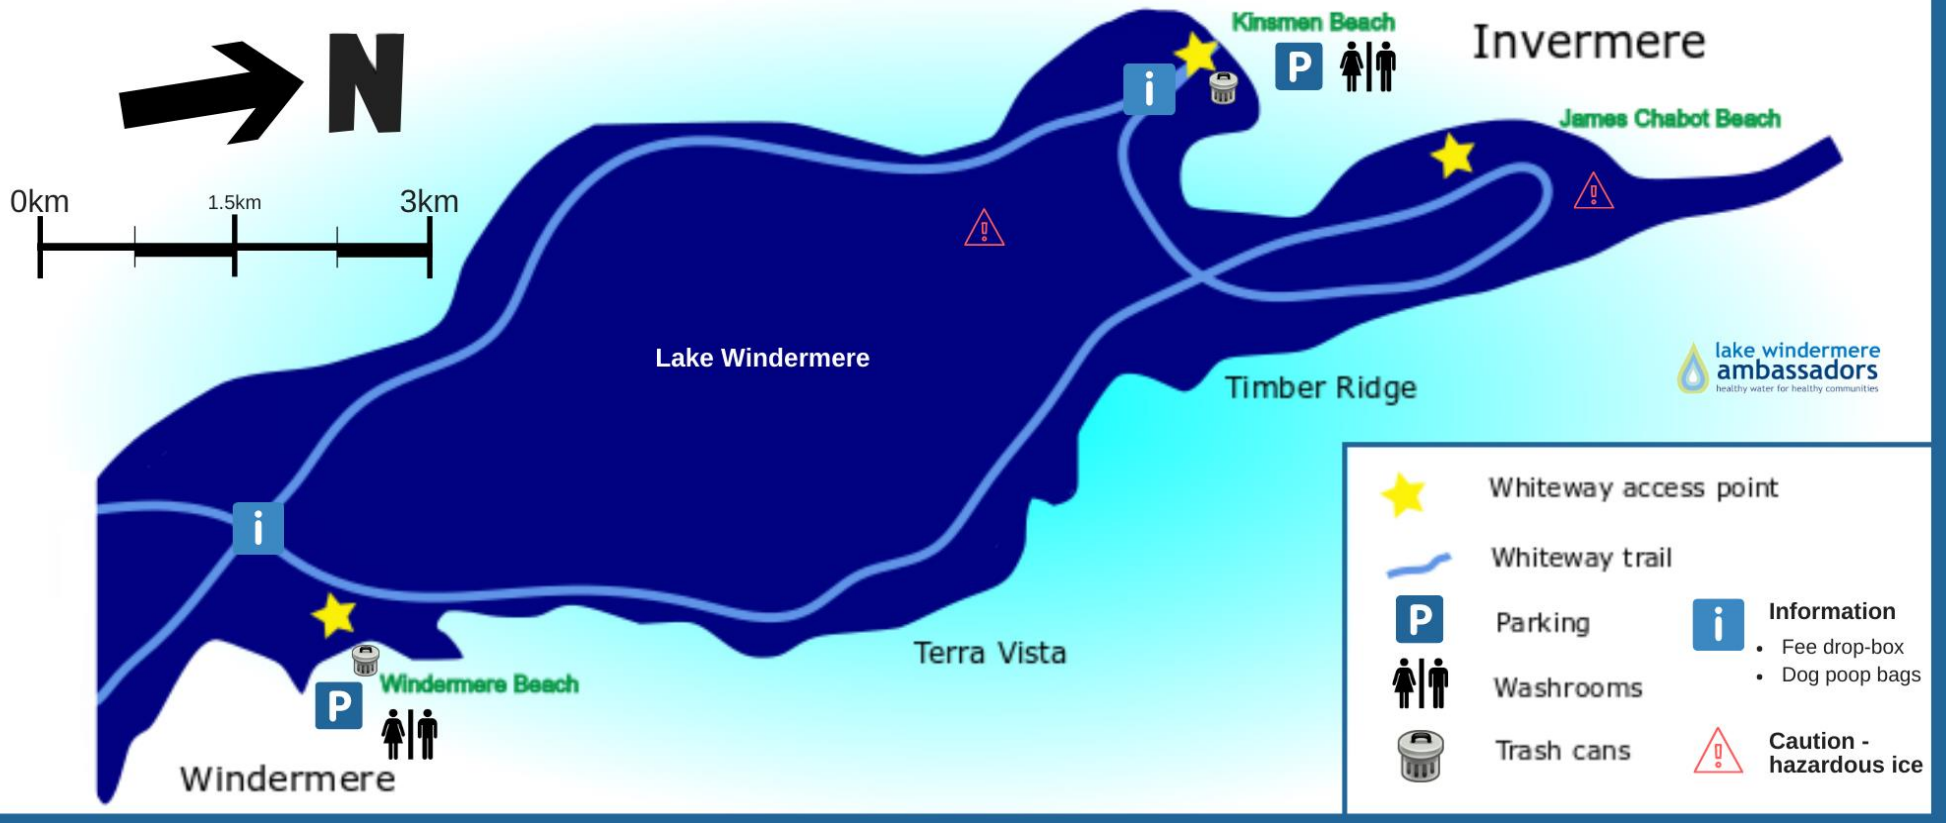 N
0km
1.5km
3km
Kinsmen Beach
P
Invermere
James Chabot Beach
i
Lake Windermere
Timber Ridge
lake windermere
ambassadors
healthy water for healthy communities
i
Terra Vista
Windermere Beach
P
Windermere
Whiteway access point
Whiteway trail
P
Parking
Washrooms
Trash cans
i
Information
• Fee drop-box
• Dog poop bags
Caution -
hazardous ice